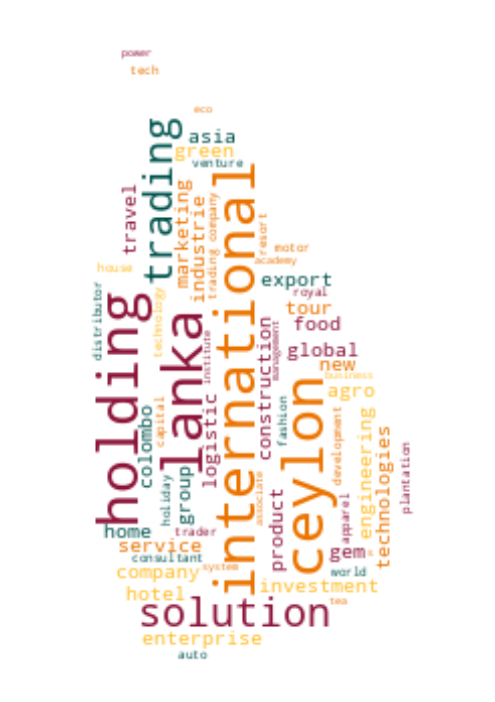 power
tech
eco
trading
asia
green
venture
international
travel
marketing
industrie
trading company
resort
motor
academy
house
export
royal
distributor
holding
technology
lanka
tour
food
institute
construction
management
global
new
business
agro
ceylon
capital
colombo
logistic
fashion
development
engineering
technologies
plantation
group
holiday
associate
product
apparel
home
trader
service
consultant
gem
system
world
company
investment
hotel
tea
solution
enterprise
auto